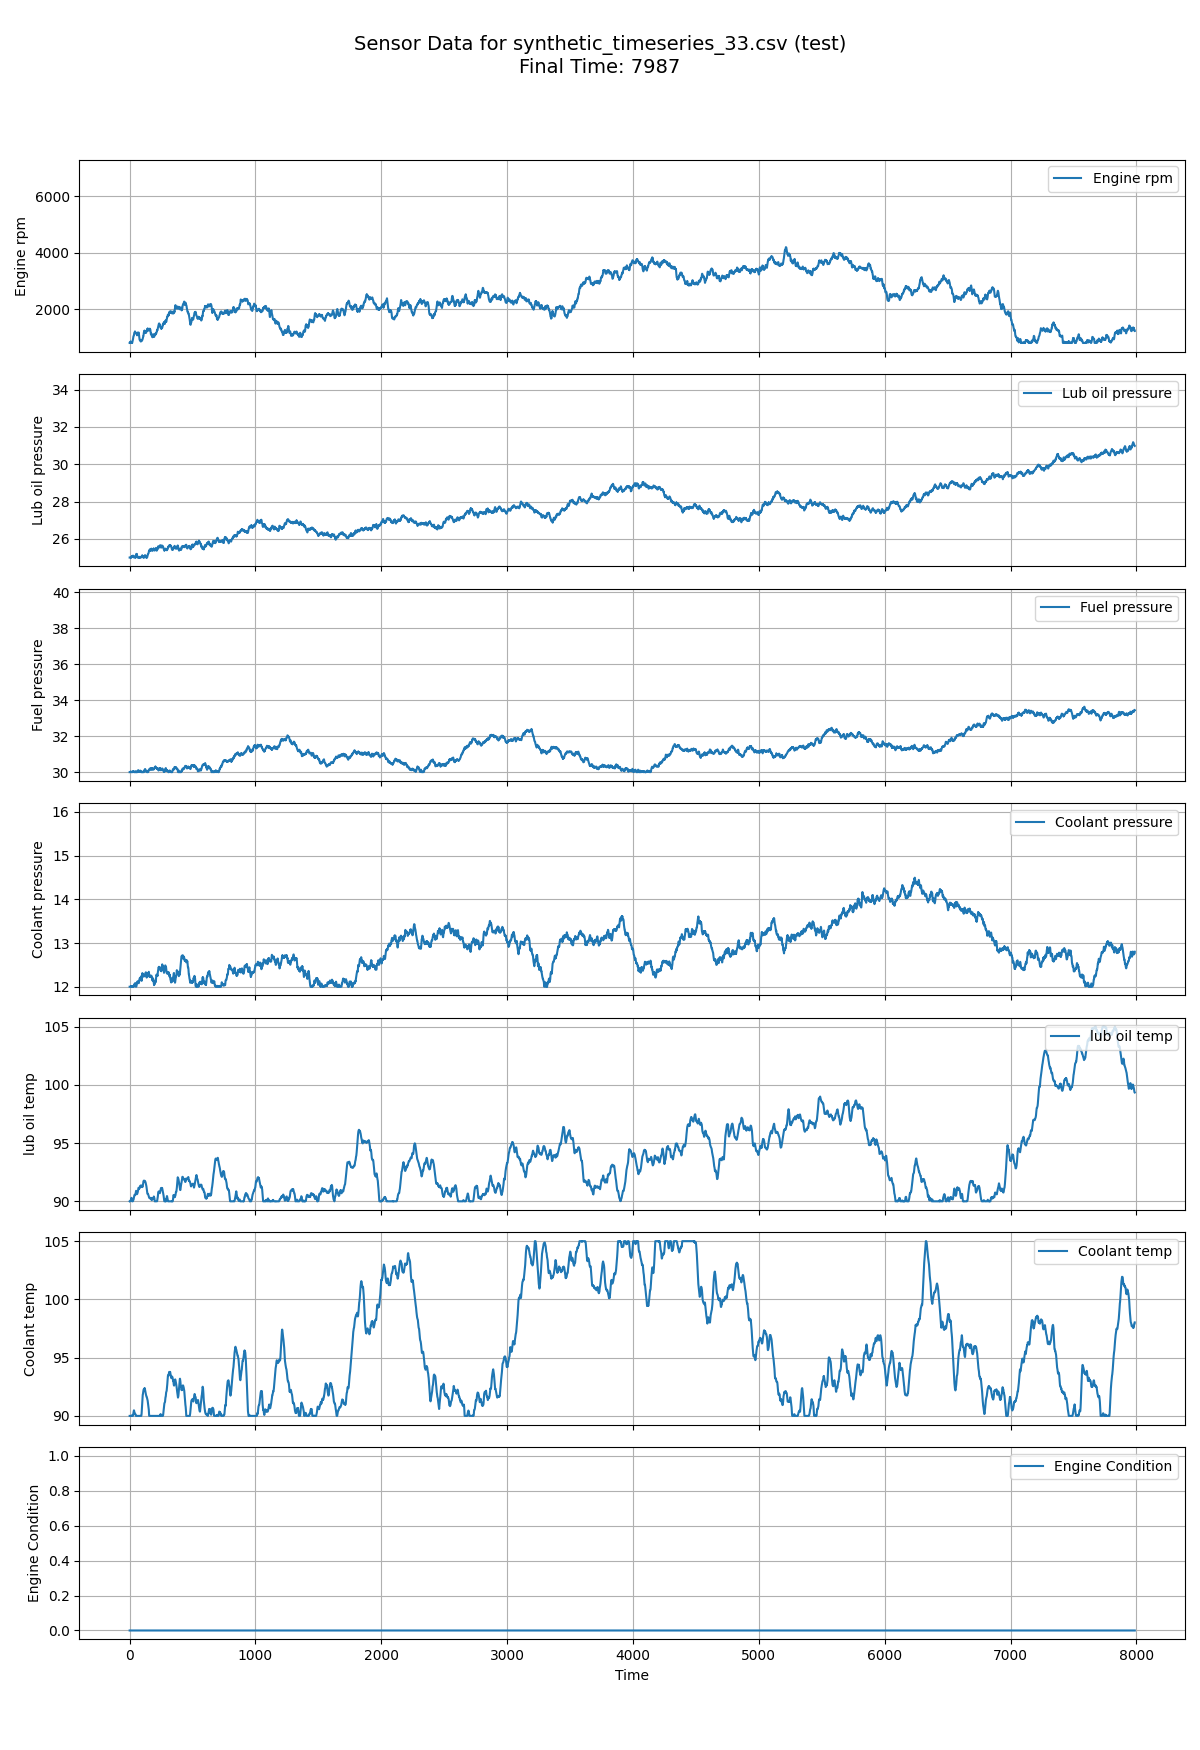 Sensor Data for synthetic_timeseries_33.csv (test)
Final Time: 7987
Engine rpm
6000
4000
2000
Engine rpm
Lub oil pressure
34
32
30
28
26
Lub oil pressure
Fuel pressure
40
38
36
34
32
30
Fuel pressure
Coolant pressure
16
15
14
13
12
Coolant pressure
lub oil temp
105
100
95
90
lub oil temp
Coolant temp
105
100
95
90
Coolant temp
Engine Condition
1.0
0.8
0.6
0.4
0.2
0.0
Engine Condition
0 1000 2000 3000 4000 5000 6000 7000 8000
Time